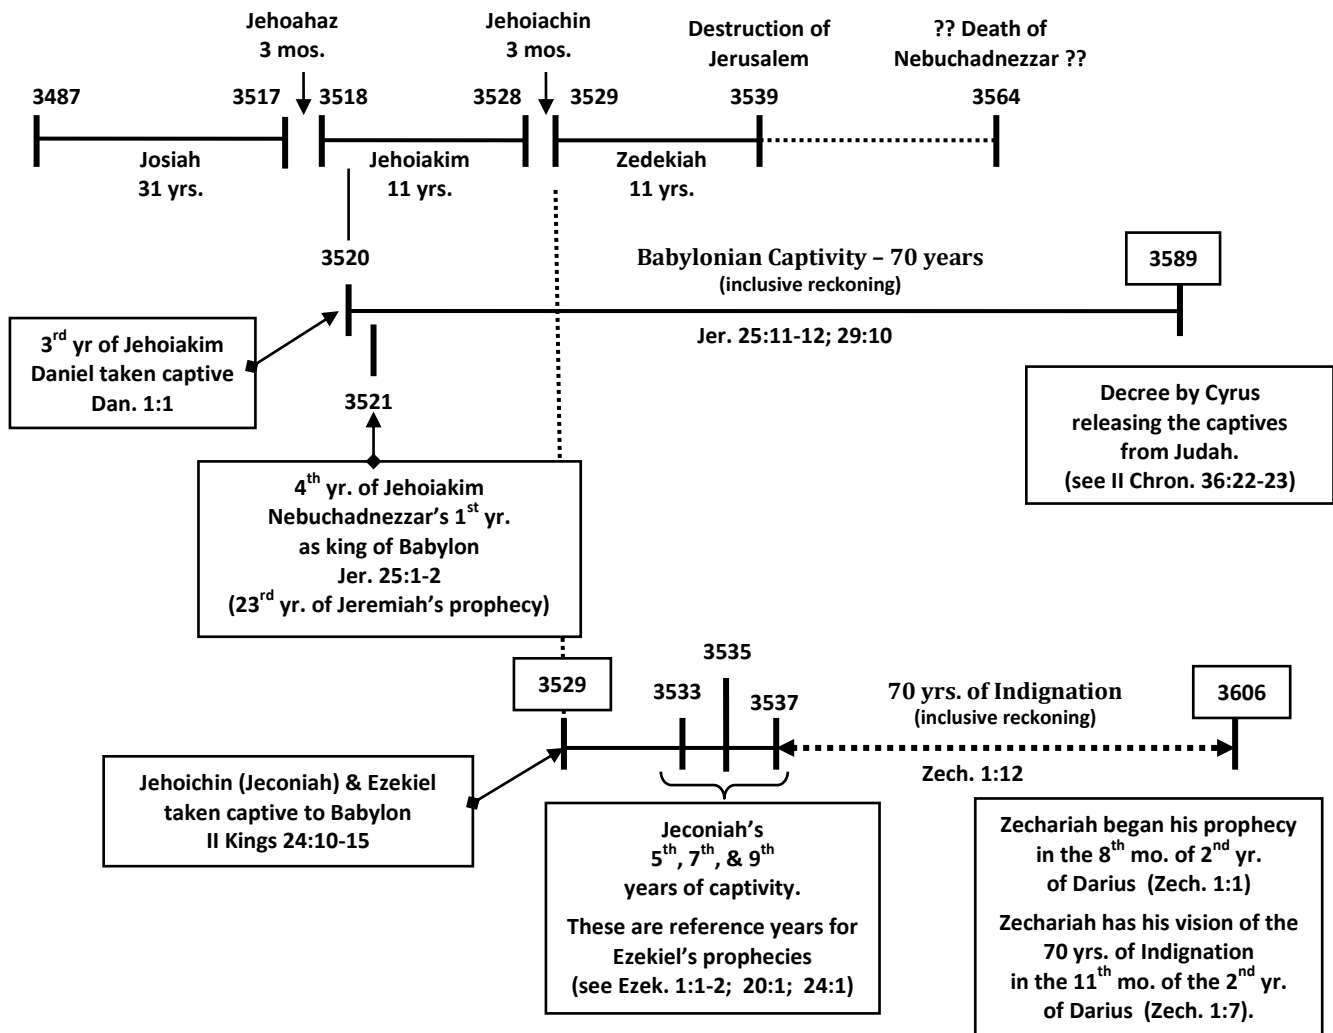 Jehoahaz
3 mos.
Jehoiachin
3 mos.
Destruction of
Jerusalem
?? Death of
Nebuchadnezzar ??
3487
3517
3518
3528
3529
3539
3564
Josiah
31 yrs.
Jehoiakim
11 yrs.
Zedekiah
11 yrs.
3520
Babylonian Captivity – 70 years
(inclusive reckoning)
3589
Jer. 25:11-12; 29:10
3rd yr of Jehoiakim
Daniel taken captive
Dan. 1:1
3521
Decree by Cyrus
releasing the captives
from Judah.
(see II Chron. 36:22-23)
4th yr. of Jehoiakim
Nebuchadnezzar's 1st yr.
as king of Babylon
Jer. 25:1-2
(23rd yr. of Jeremiah's prophecy)
3529
3533
3535
3537
70 yrs. of Indignation
(inclusive reckoning)
3606
Zech. 1:12
Jehoichin (Jeconiah) & Ezekiel
taken captive to Babylon
II Kings 24:10-15
Jeconiah's
5th, 7th, & 9th
years of captivity.
These are reference years for
Ezekiel's prophecies
(see Ezek. 1:1-2; 20:1; 24:1)
Zechariah began his prophecy
in the 8th mo. of 2nd yr.
of Darius (Zech. 1:1)
Zechariah has his vision of the
70 yrs. of Indignation
in the 11th mo. of the 2nd yr.
of Darius (Zech. 1:7).